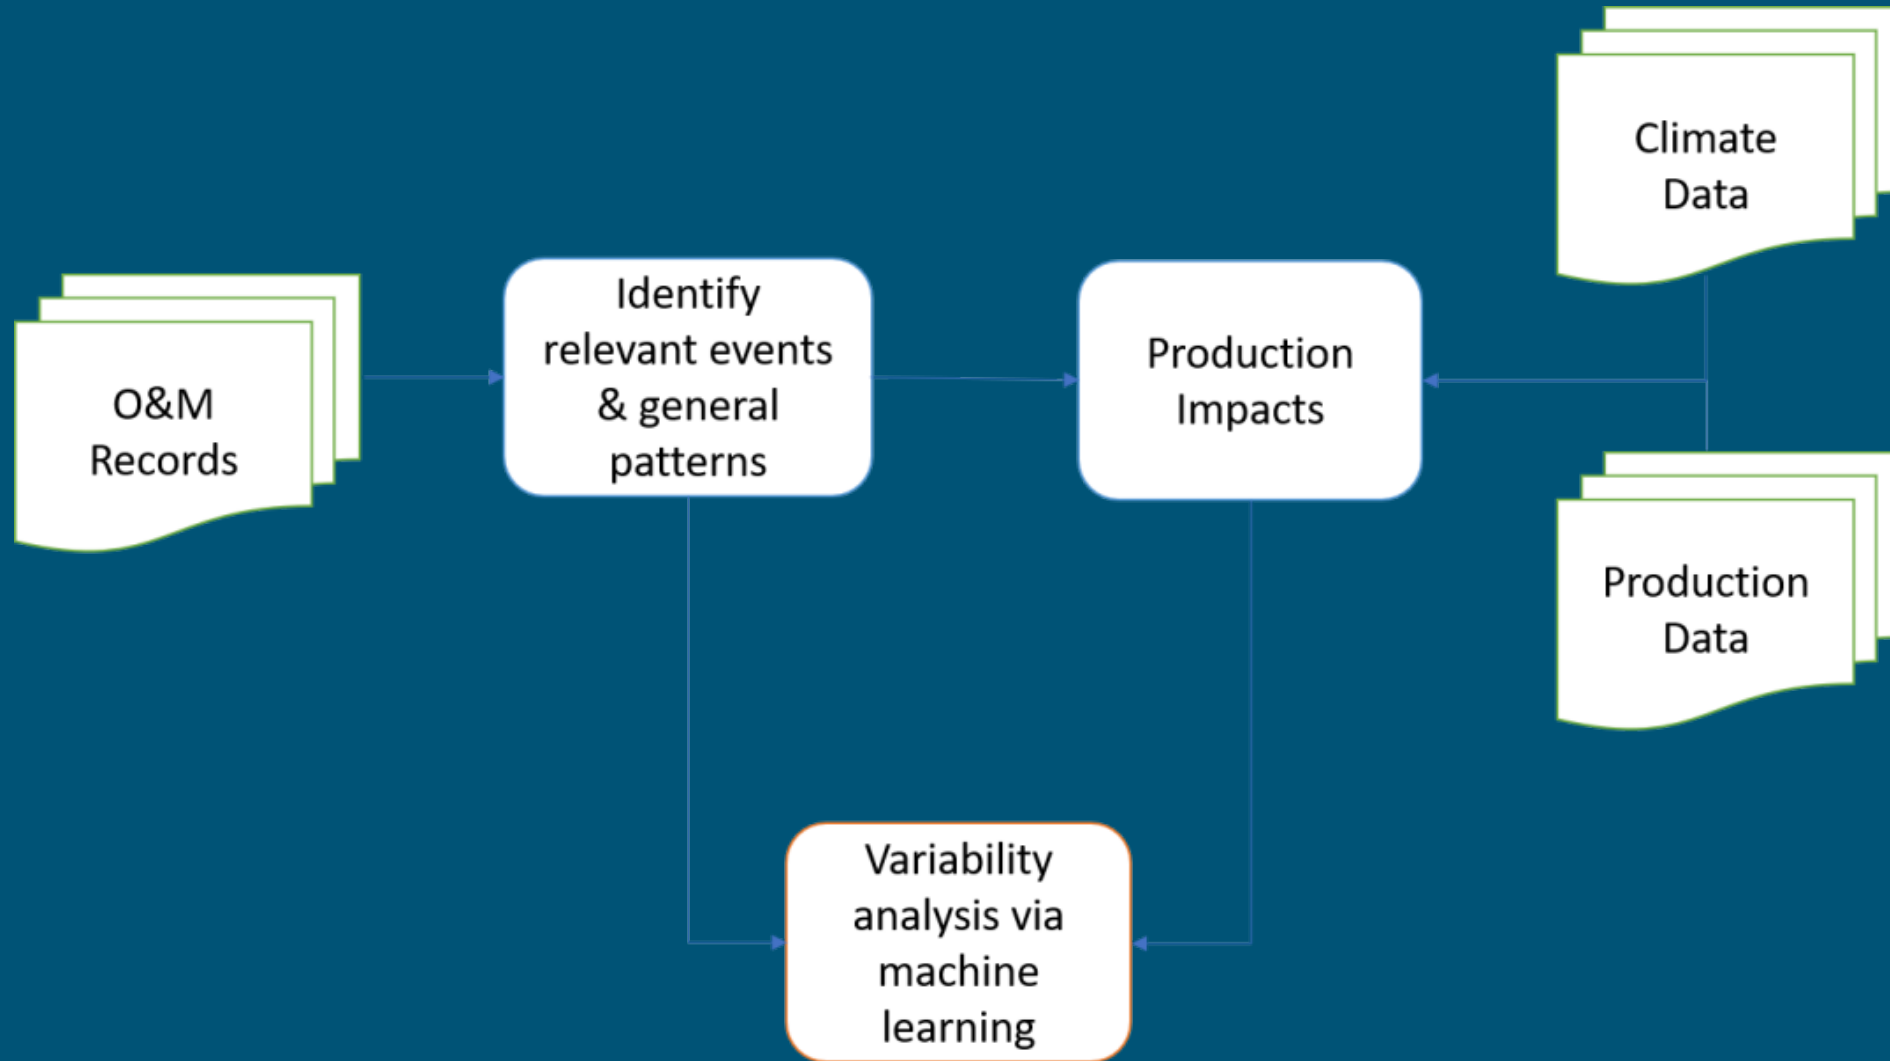 Climate
Data
O&M
Records
Identify
relevant events
& general
patterns
Production
Impacts
Production
Data
Variability
analysis via
machine
learning